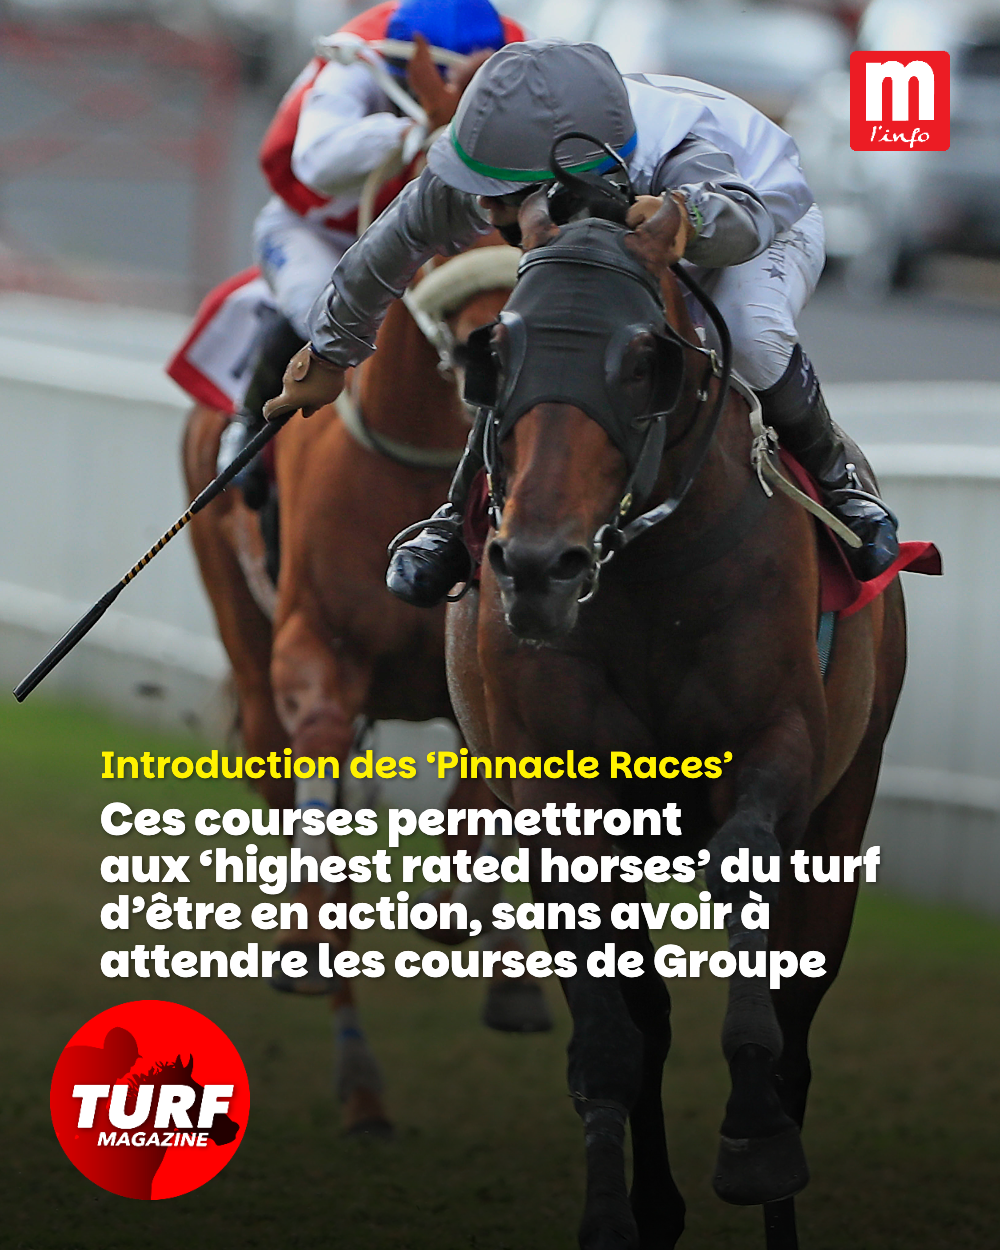 m
l'info
Introduction des ‘Pinnacle Races’
Ces courses permettront
aux ‘highest rated horses’ du turf
d’être en action, sans avoir à
attendre les courses de Groupe
TURF
MAGAZINE